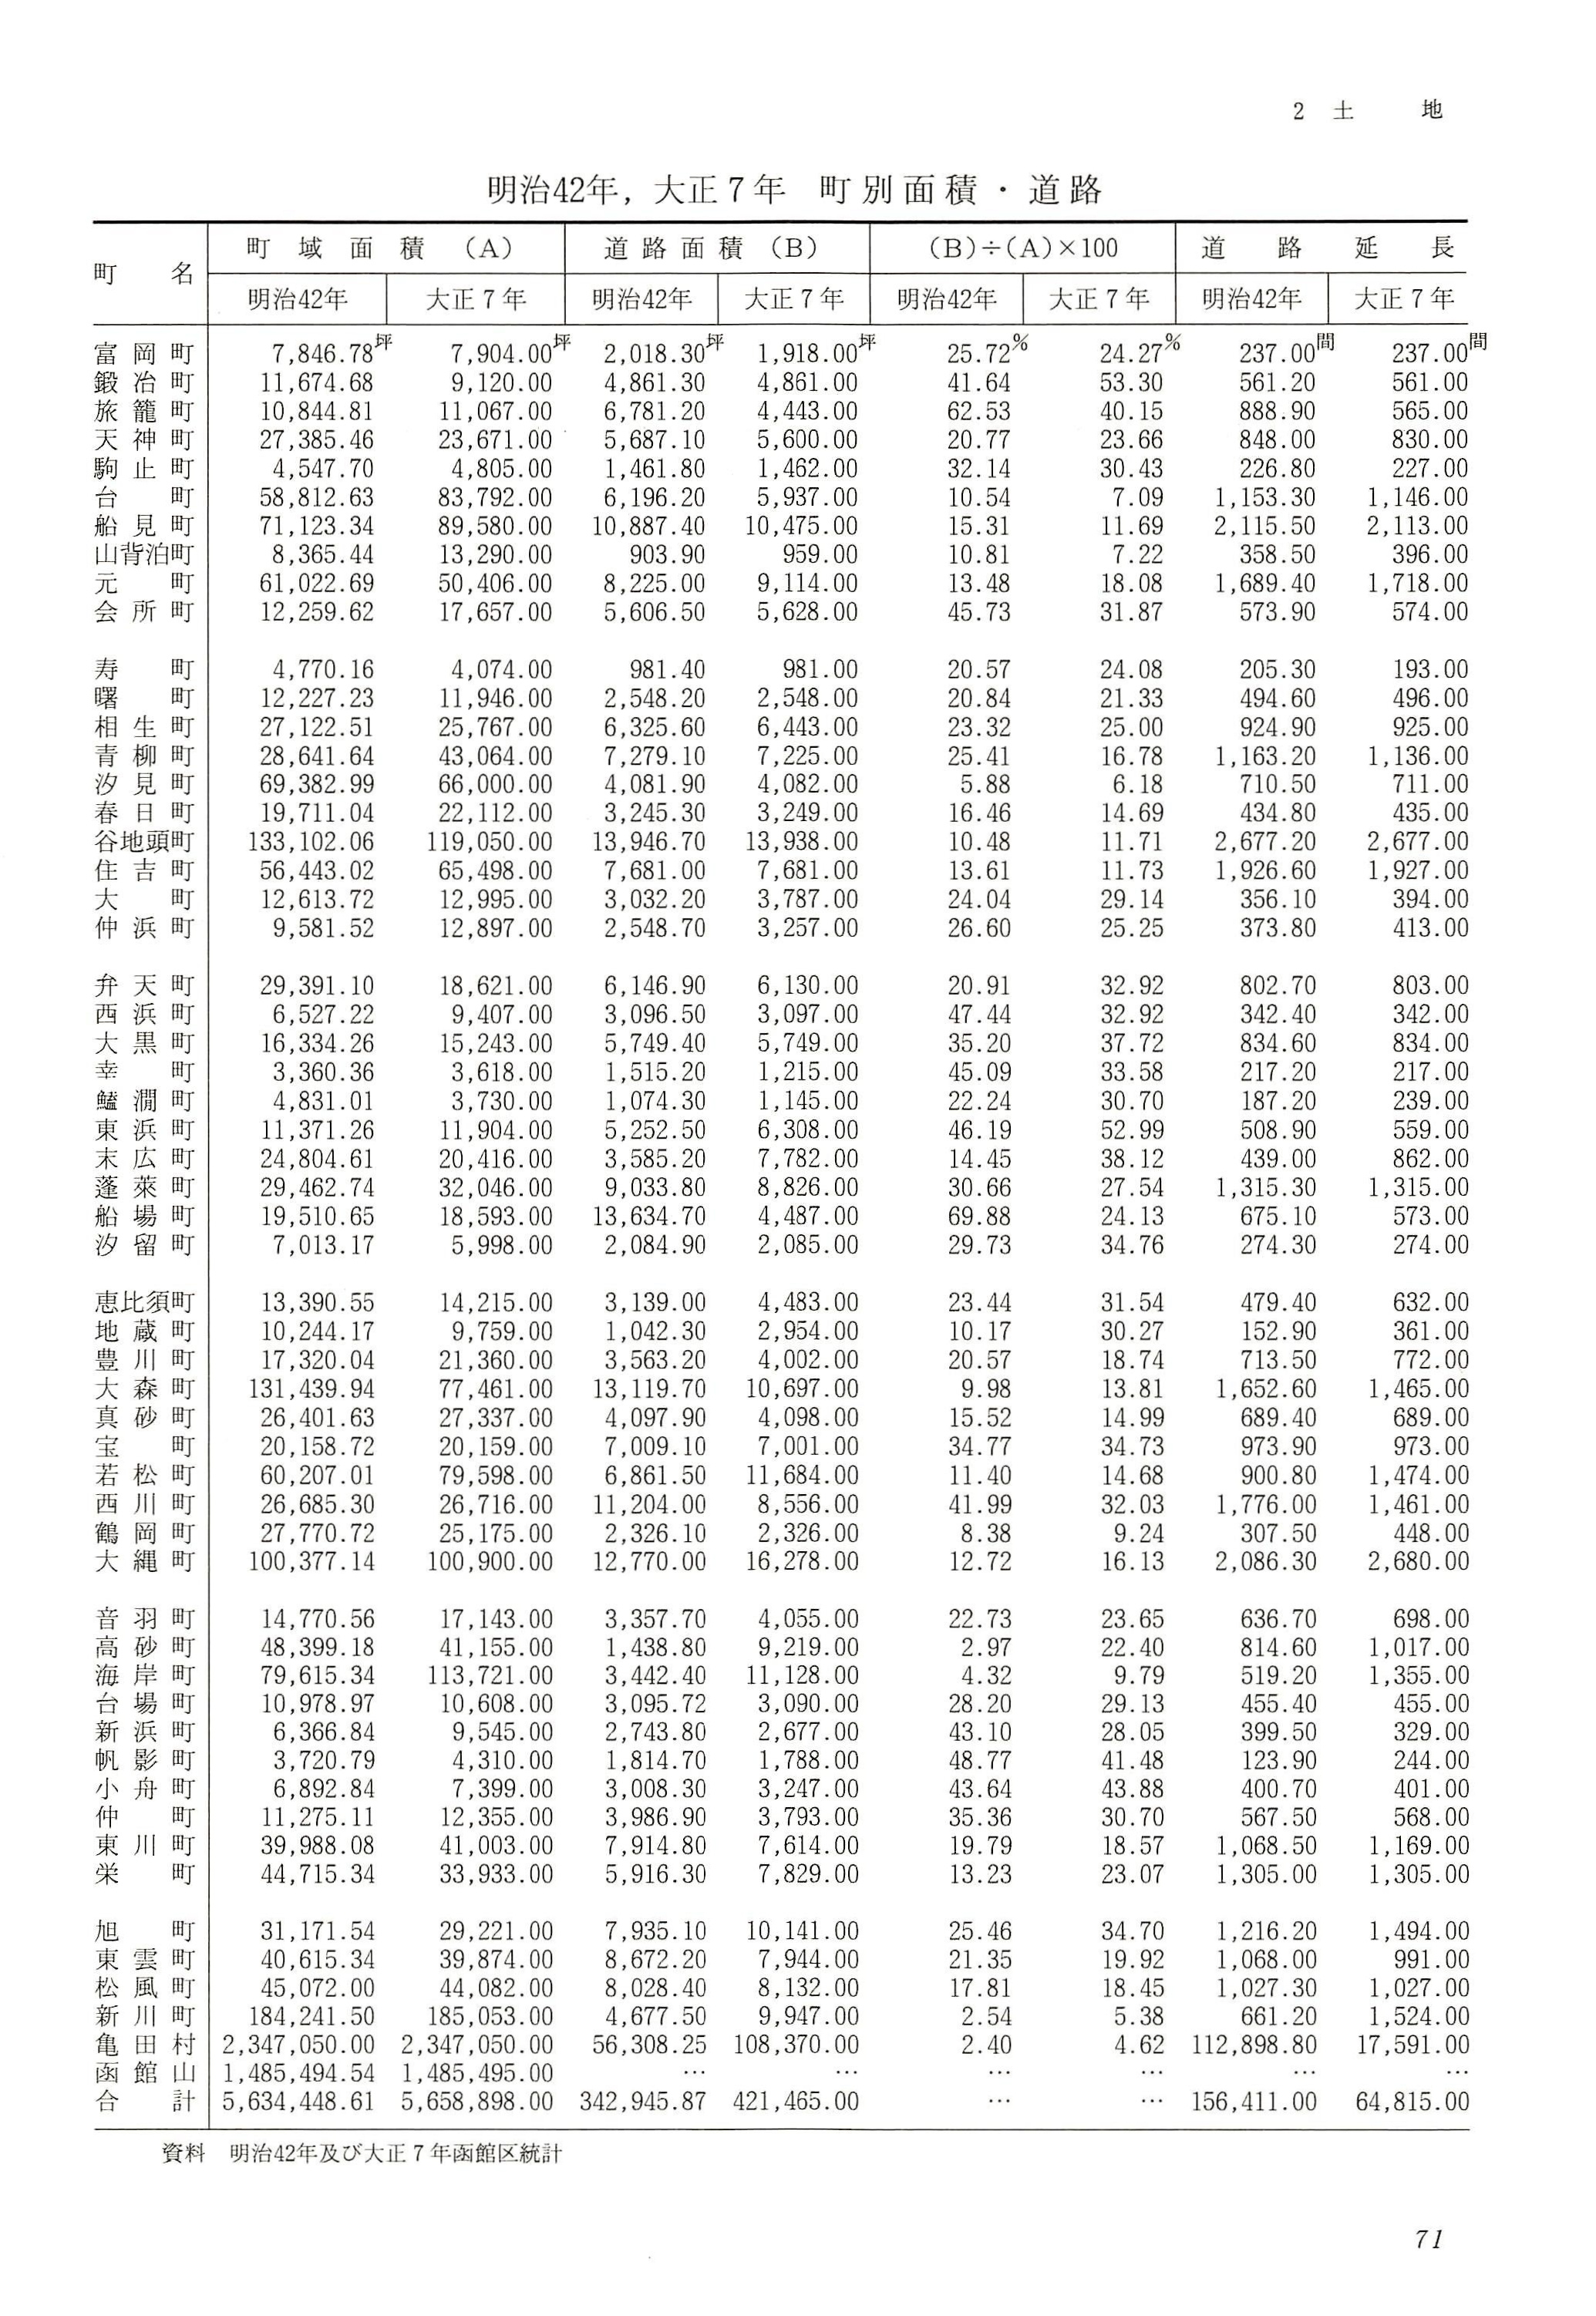 2 土 地
明治42年，大正7年 町別面積・道路
町 名 町域面積(A) 道路面積(B) (B)÷(A)×100 道路延長
明治42年 大正7年 明治42年 大正7年 明治42年 大正7年 明治42年 大正7年
富岡町 7,846.78坪 7,904.00坪 2,018.30坪 1,918.00坪 25.72% 24.27% 237.00間 237.00間
鍛冶町 11,674.68 9,120.00 4,861.30 4,861.00 41.64 53.30 561.20 561.00
旅籠町 10,844.81 11,067.00 6,781.20 4,443.00 62.53 40.15 888.90 565.00
天神町 27,385.46 23,671.00 5,687.10 5,600.00 20.77 23.66 848.00 830.00
駒止町 4,547.70 4,805.00 1,461.80 1,462.00 32.14 30.43 226.80 227.00
台町 58,812.63 83,792.00 6,196.20 5,937.00 10.54 7.09 1,153.30 1,146.00
船見町 71,123.34 89,580.00 10,887.40 10,475.00 15.31 11.69 2,115.50 2,113.00
山背泊町 8,365.44 13,290.00 903.90 959.00 10.81 7.22 358.50 396.00
元町 61,022.69 50,406.00 8,225.00 9,114.00 13.48 18.08 1,689.40 1,718.00
会所町 12,259.62 17,657.00 5,606.50 5,628.00 45.73 31.87 573.90 574.00
寿町 4,770.16 4,074.00 981.40 981.00 20.57 24.08 205.30 193.00
曙町 12,227.23 11,946.00 2,548.20 2,548.00 20.84 21.33 494.60 496.00
相生町 27,122.51 25,767.00 6,325.60 6,443.00 23.32 25.00 924.90 925.00
青柳町 28,641.64 43,064.00 7,279.10 7,225.00 25.41 16.78 1,163.20 1,136.00
汐見町 69,382.99 66,000.00 4,081.90 4,082.00 5.88 6.18 710.50 711.00
春日町 19,711.04 22,112.00 3,245.30 3,249.00 16.46 14.69 434.80 435.00
谷地頭町 133,102.06 119,050.00 13,946.70 13,938.00 10.48 11.71 2,677.20 2,677.00
住吉町 56,443.02 65,498.00 7,681.00 7,681.00 13.61 11.73 1,926.60 1,927.00
大町 12,613.72 12,995.00 3,032.20 3,787.00 24.04 29.14 356.10 394.00
仲浜町 9,581.52 12,897.00 2,548.70 3,257.00 26.60 25.25 373.80 413.00
弁天町 29,391.10 18,621.00 6,146.90 6,130.00 20.91 32.92 802.70 803.00
西浜町 6,527.22 9,407.00 3,096.50 3,097.00 47.44 32.92 342.40 342.00
大黒町 16,334.26 15,243.00 5,749.40 5,749.00 35.20 37.72 834.60 834.00
幸町 3,360.36 3,618.00 1,515.20 1,215.00 45.09 33.58 217.20 217.00
鰪澗町 4,831.01 3,730.00 1,074.30 1,145.00 22.24 30.70 187.20 239.00
東浜町 11,371.26 11,904.00 5,252.50 6,308.00 46.19 52.99 508.90 559.00
末広町 24,804.61 20,416.00 3,585.20 7,782.00 14.45 38.12 439.00 862.00
蓬萊町 29,462.74 32,046.00 9,033.80 8,826.00 30.66 27.54 1,315.30 1,315.00
船場町 19,510.65 18,593.00 13,634.70 4,487.00 69.88 24.13 675.10 573.00
汐留町 7,013.17 5,998.00 2,084.90 2,085.00 29.73 34.76 274.30 274.00
恵比須町 13,390.55 14,215.00 3,139.00 4,483.00 23.44 31.54 479.40 632.00
地蔵町 10,244.17 9,759.00 1,042.30 2,954.00 10.17 30.27 152.90 361.00
豊川町 17,320.04 21,360.00 3,563.20 4,002.00 20.57 18.74 713.50 772.00
大森町 131,439.94 77,461.00 13,119.70 10,697.00 9.98 13.81 1,652.60 1,465.00
真砂町 26,401.63 27,337.00 4,097.90 4,098.00 15.52 14.99 689.40 689.00
宝町 20,158.72 20,159.00 7,009.10 7,001.00 34.77 34.73 973.90 973.00
若松町 60,207.01 79,598.00 6,861.50 11,684.00 11.40 14.68 900.80 1,474.00
西川町 26,685.30 26,716.00 11,204.00 8,556.00 41.99 32.03 1,776.00 1,461.00
鶴岡町 27,770.72 25,175.00 2,326.10 2,326.00 8.38 9.24 307.50 448.00
大縄町 100,377.14 100,900.00 12,770.00 16,278.00 12.72 16.13 2,086.30 2,680.00
音羽町 14,770.56 17,143.00 3,357.70 4,055.00 22.73 23.65 636.70 698.00
高砂町 48,399.18 41,155.00 1,438.80 9,219.00 2.97 22.40 814.60 1,017.00
海岸町 79,615.34 113,721.00 3,442.40 11,128.00 4.32 9.79 519.20 1,355.00
台場町 10,978.97 10,608.00 3,095.72 3,090.00 28.20 29.13 455.40 455.00
新浜町 6,366.84 9,545.00 2,743.80 2,677.00 43.10 28.05 399.50 329.00
帆影町 3,720.79 4,310.00 1,814.70 1,788.00 48.77 41.48 123.90 244.00
小舟町 6,892.84 7,399.00 3,008.30 3,247.00 43.64 43.88 400.70 401.00
仲町 11,275.11 12,355.00 3,986.90 3,793.00 35.36 30.70 567.50 568.00
東川町 39,988.08 41,003.00 7,914.80 7,614.00 19.79 18.57 1,068.50 1,169.00
栄町 44,715.34 33,933.00 5,916.30 7,829.00 13.23 23.07 1,305.00 1,305.00
旭町 31,171.54 29,221.00 7,935.10 10,141.00 25.46 34.70 1,216.20 1,494.00
東雲町 40,615.34 39,874.00 8,672.20 7,944.00 21.35 19.92 1,068.00 991.00
松風町 45,072.00 44,082.00 8,028.40 8,132.00 17.81 18.45 1,027.30 1,027.00
新川町 184,241.50 185,053.00 4,677.50 9,947.00 2.54 5.38 661.20 1,524.00
亀田村 2,347,050.00 2,347,050.00 56,308.25 108,370.00 2.40 4.62 112,898.80 17,591.00
函館山 1,485,494.54 1,485,495.00 … … … … … …
合計 5,634,448.61 5,658,898.00 342,945.87 421,465.00 … … 156,411.00 64,815.00
資料 明治42年及び大正7年函館区統計
71